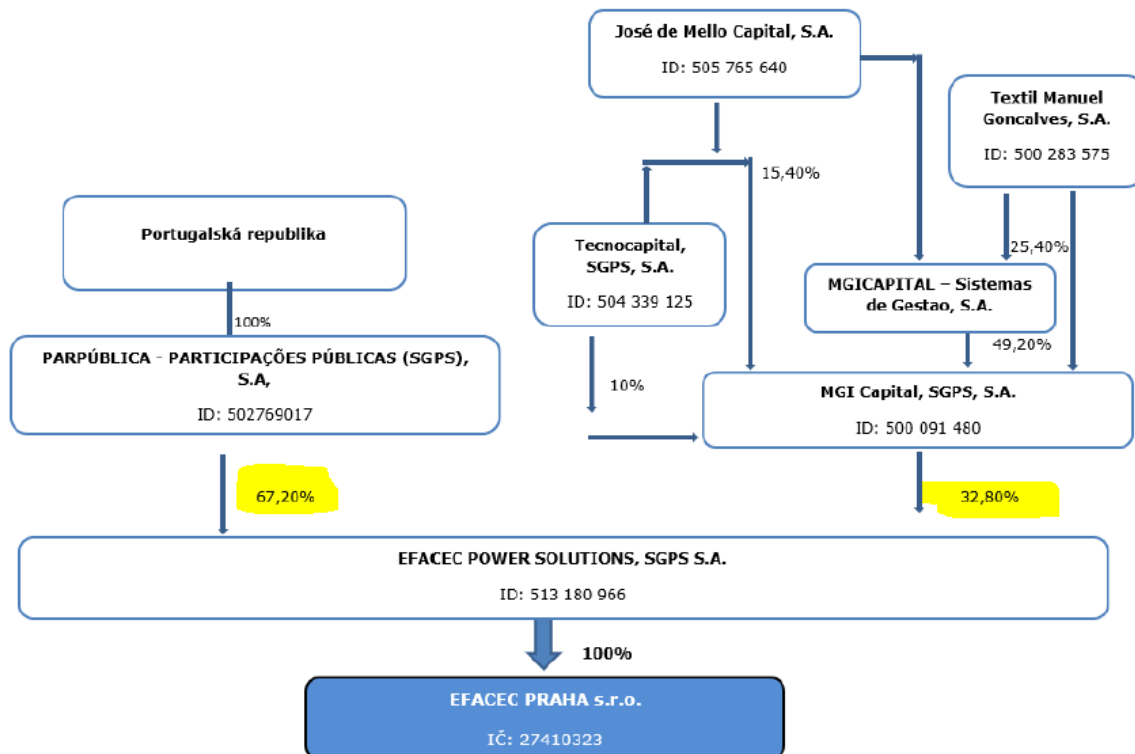 José de Mello Capital, S.A.
ID: 505 765 640
Textil Manuel
Goncalves, S.A.
ID: 500 283 575
15,40%
Portugalská republika
Tecnocapital,
SGPS, S.A.
ID: 504 339 125
25,40%
MGICAPITAL – Sistemas
de Gestao, S.A.
100%
49,20%
PARPÚBLICA - PARTICIPAÇÕES PÚBLICAS (SGPS),
S.A,
ID: 502769017
10%
MGI Capital, SGPS, S.A.
ID: 500 091 480
67,20%
32,80%
EFACEC POWER SOLUTIONS, SGPS S.A.
ID: 513 180 966
100%
EFACEC PRAHA s.r.o.
IČ: 27410323